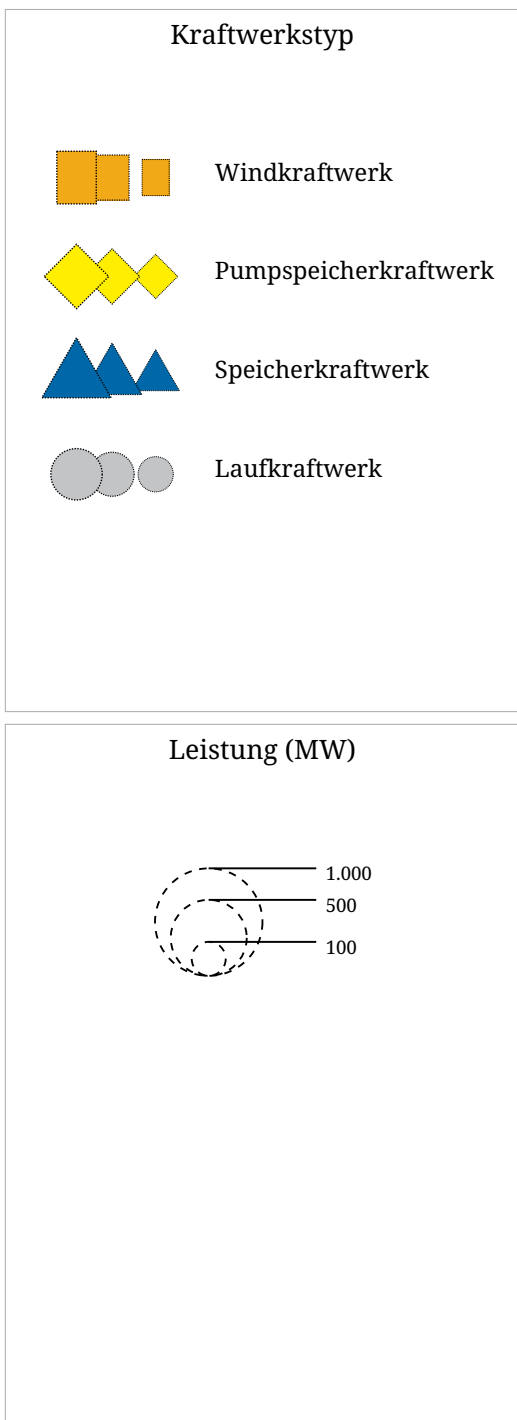 Kraftwerkstyp
Windkraftwerk
Pumpspeicherkraftwerk
Speicherkraftwerk
Laufkraftwerk
Leistung (MW)
1.000
500
100